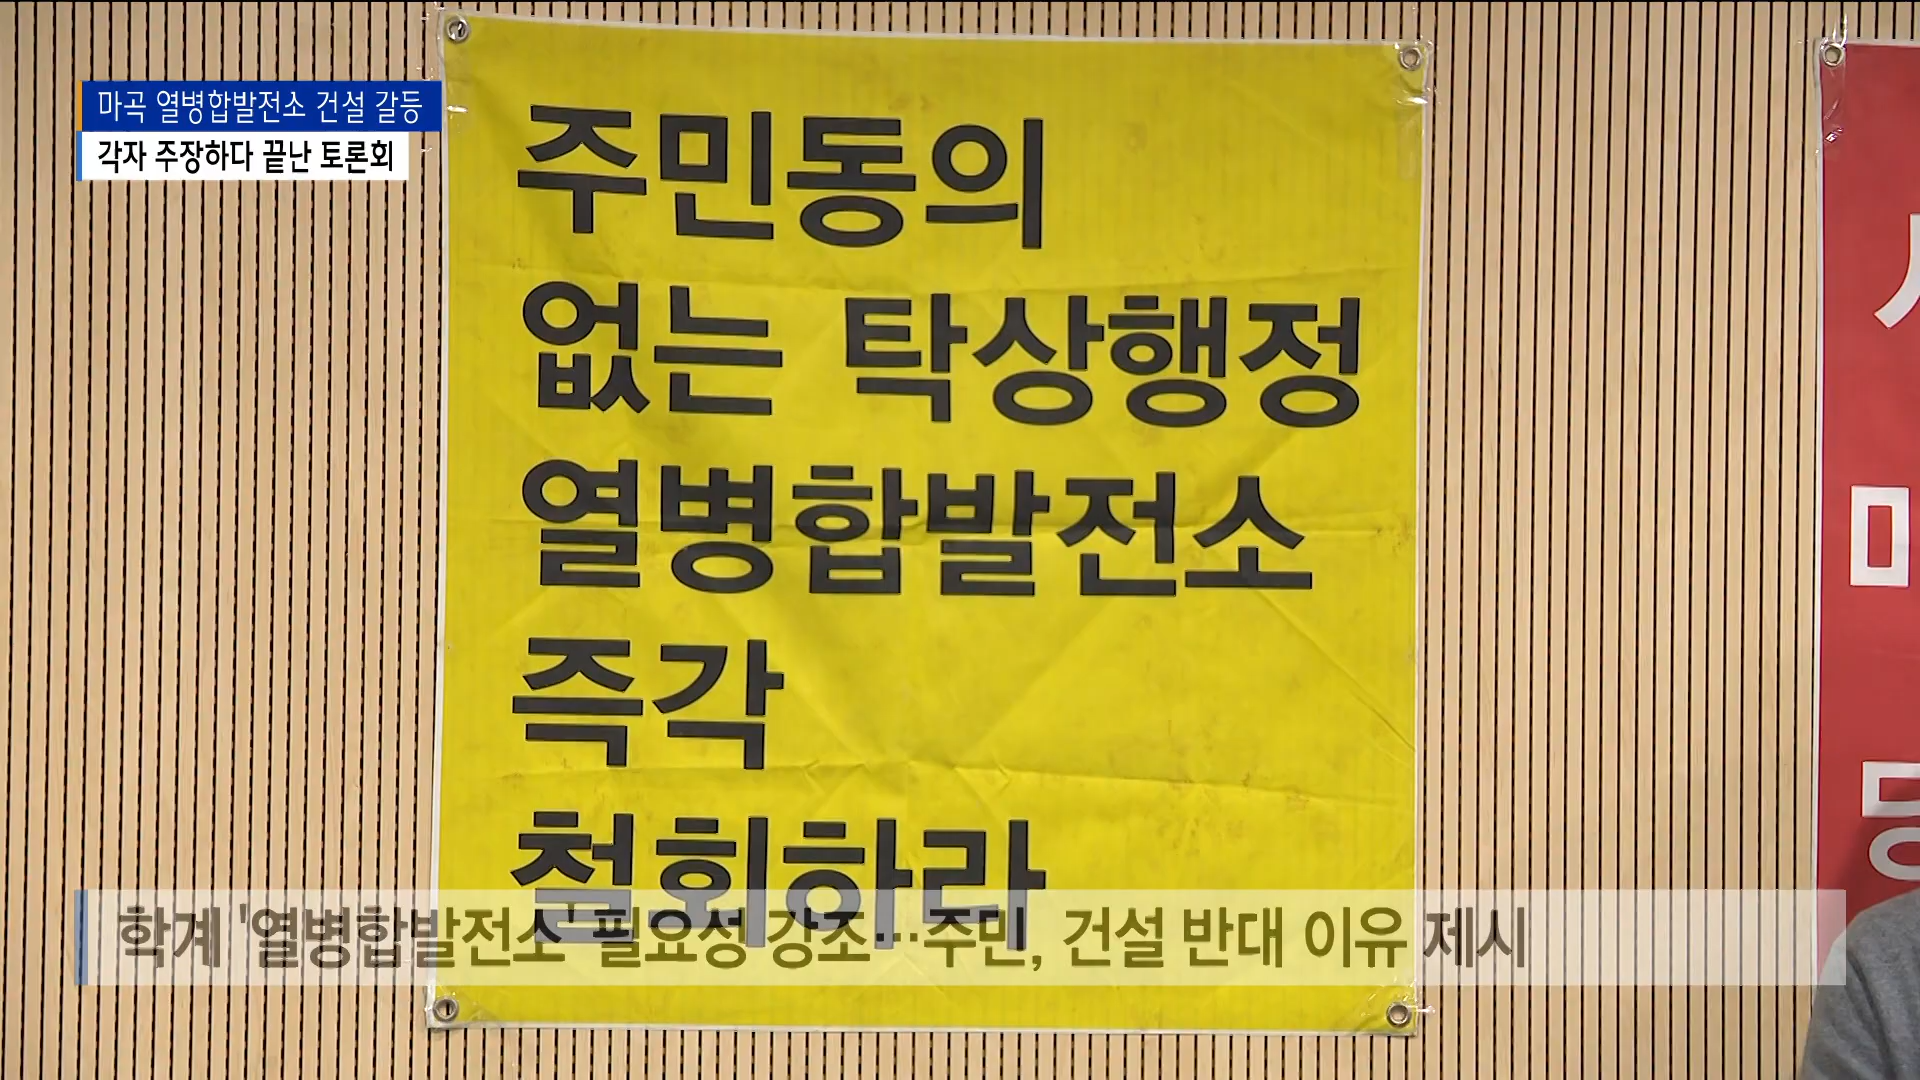 마곡 열병합발전소 건설 갈등
각자 주장하다 끝난 토론회
주민동의
없는 탁상행정
열병합발전소
즉각
철회하라
학계 '열병합발전소' 필요성 강조…주민, 건설 반대 이유 제시